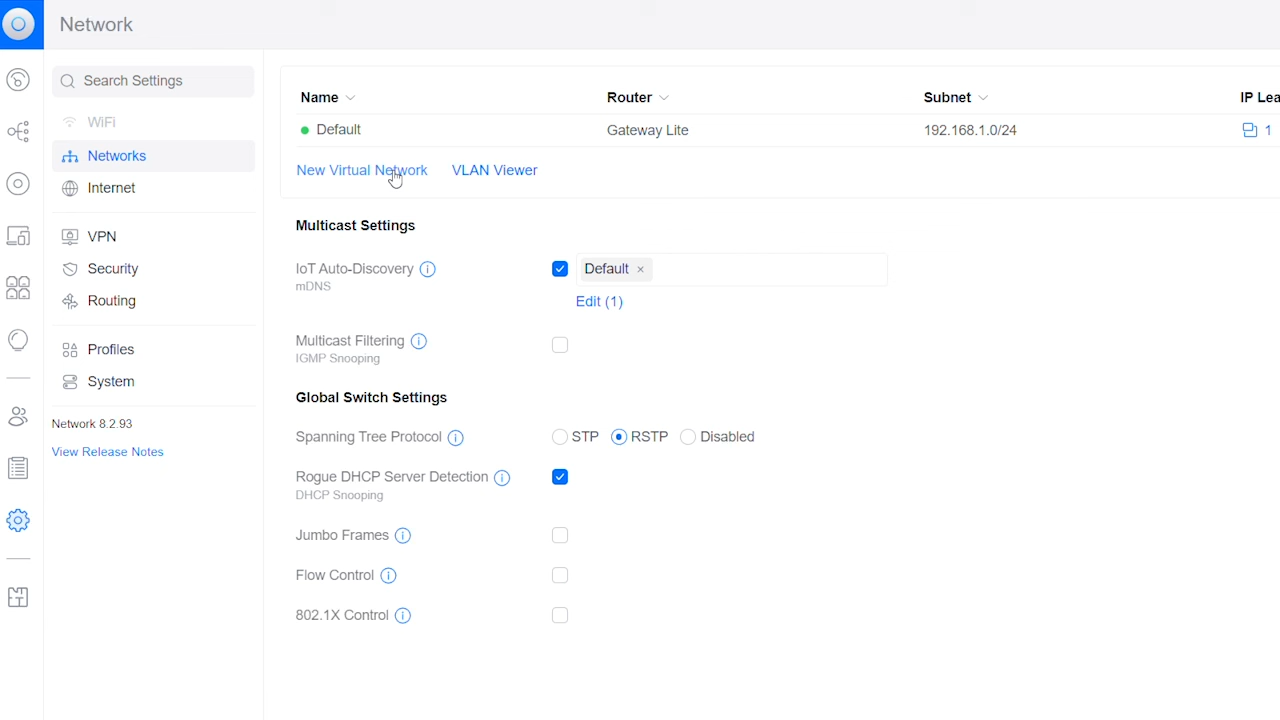 Network
Search Settings
WiFi
Networks
Internet
VPN
Security
Routing
Profiles
System
Network 8.2.93
View Release Notes
Name Router Subnet IP Lea
Default Gateway Lite 192.168.1.0/24 1
New Virtual Network VLAN Viewer
Multicast Settings
IoT Auto-Discovery Default ×
mDNS
Edit (1)
Multicast Filtering
IGMP Snooping
Global Switch Settings
Spanning Tree Protocol STP RSTP Disabled
Rogue DHCP Server Detection
DHCP Snooping
Jumbo Frames
Flow Control
802.1X Control